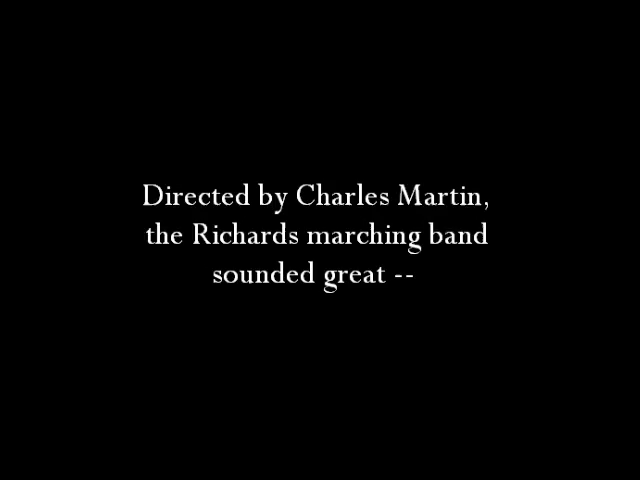 Directed by Charles Martin,
the Richards marching band
sounded great --